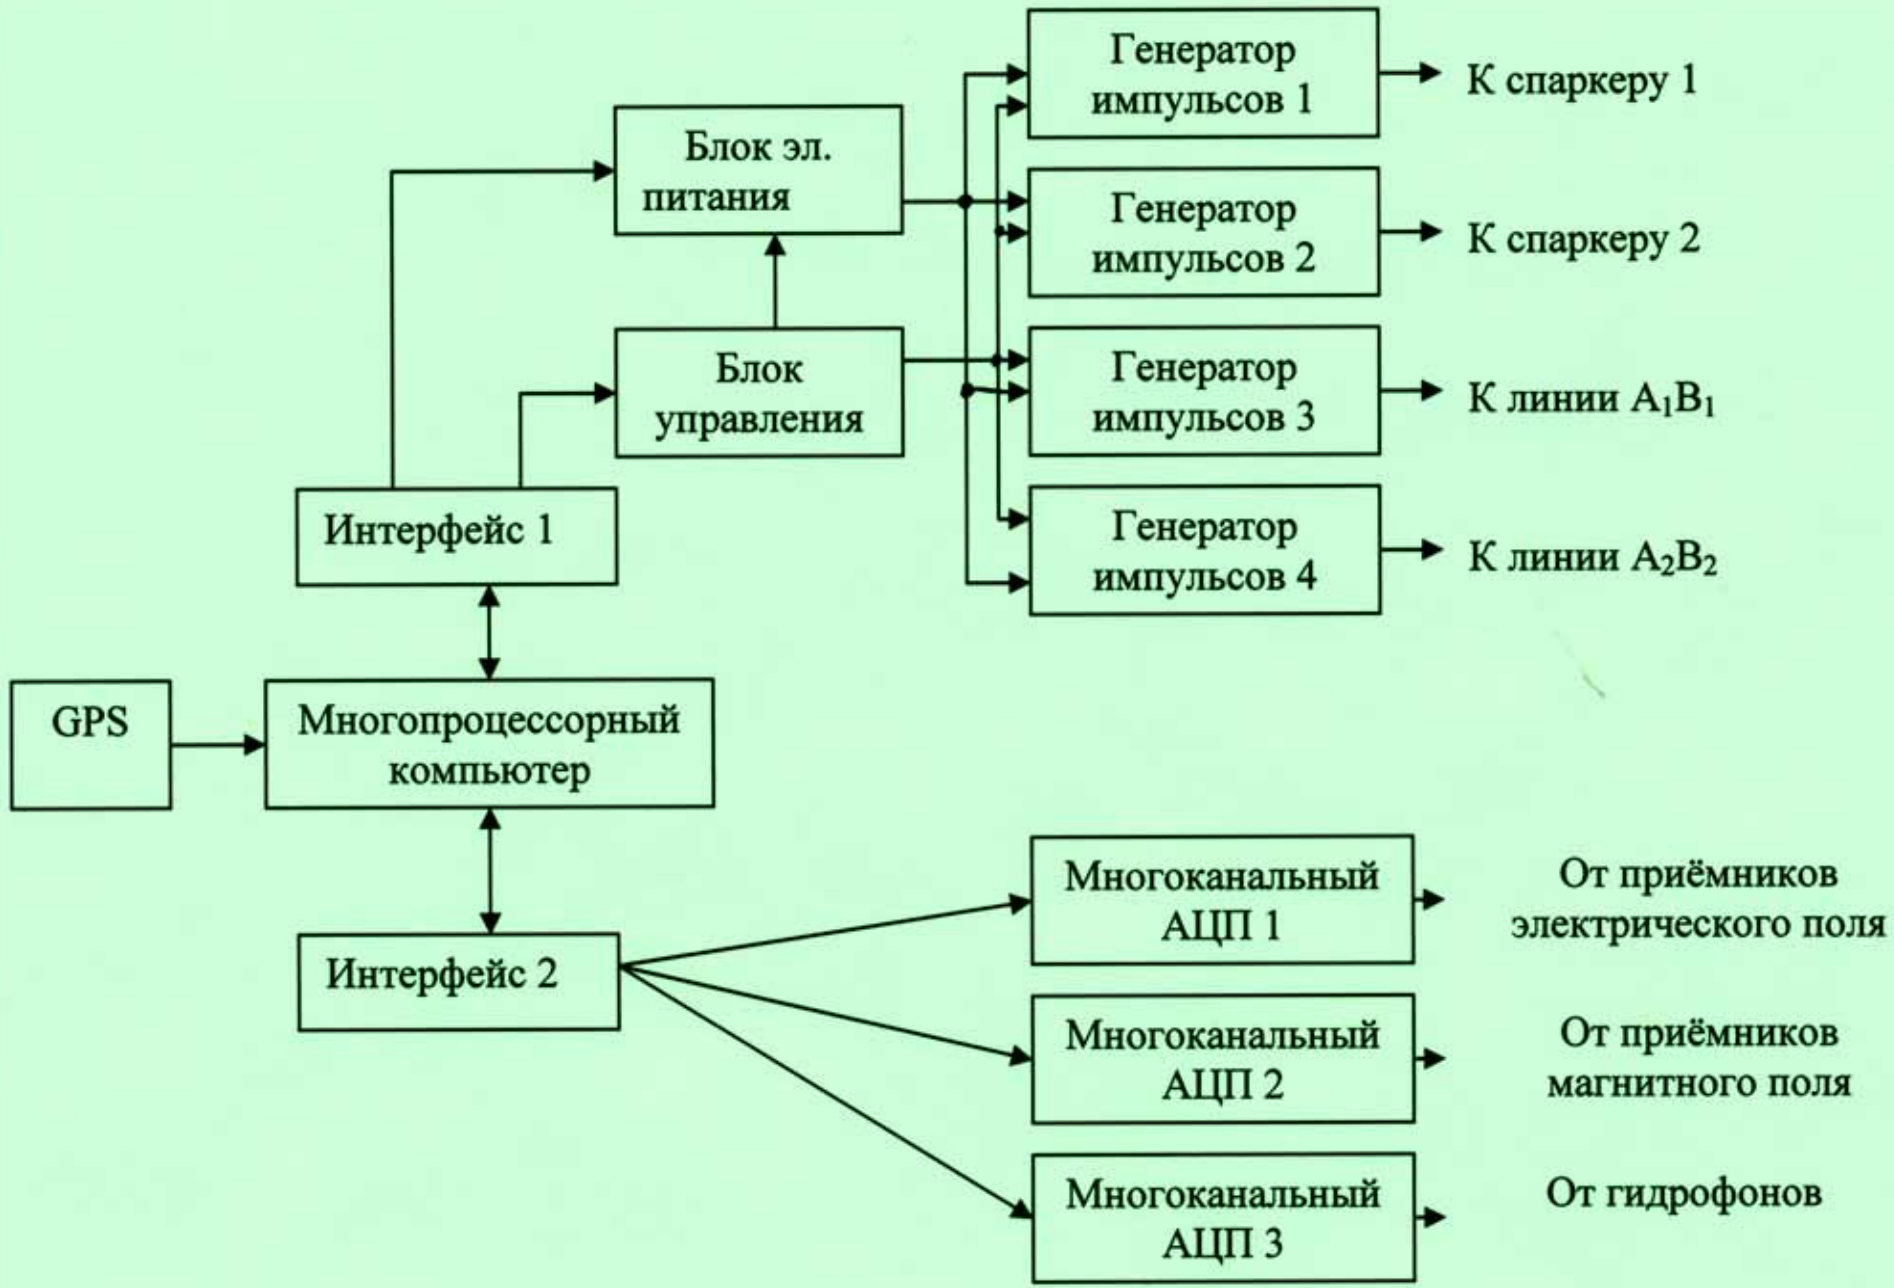 Генератор
импульсов 1
К спаркеру 1
Блок эл.
питания
Генератор
импульсов 2
К спаркеру 2
Блок
управления
Генератор
импульсов 3
К линии A₁B₁
Интерфейс 1
Генератор
импульсов 4
К линии A₂B₂
GPS
Многопроцессорный
компьютер
Интерфейс 2
Многоканальный
АЦП 1
От приёмников
электрического поля
Многоканальный
АЦП 2
От приёмников
магнитного поля
Многоканальный
АЦП 3
От гидрофонов